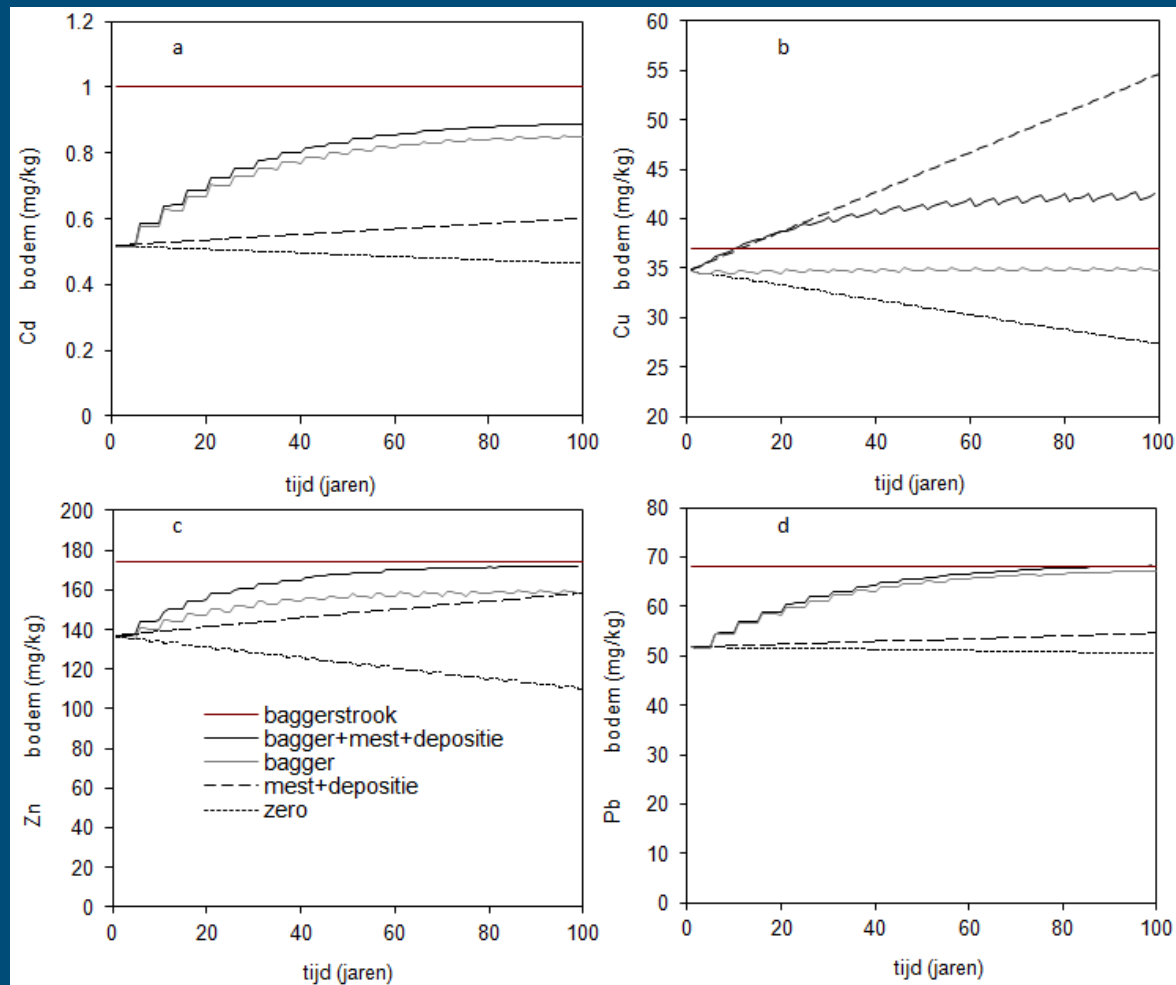 a
Cd bodem (mg/kg)
1.2
1
0.8
0.6
0.4
0.2
0
0 20 40 60 80 100
tijd (jaren)
b
Cu bodem (mg/kg)
60
55
50
45
40
35
30
25
20
0 20 40 60 80 100
tijd (jaren)
c
Zn bodem (mg/kg)
200
180
160
140
120
100
80
60
40
20
0
baggerstrook
bagger+mest+depositie
bagger
mest+depositie
zero
0 20 40 60 80 100
tijd (jaren)
d
Pb bodem (mg/kg)
80
70
60
50
40
30
20
10
0
0 20 40 60 80 100
tijd (jaren)